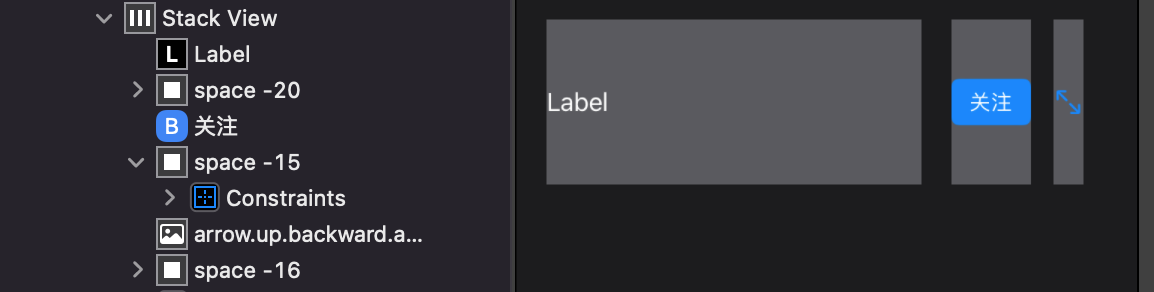 Stack View
L Label
space -20
B 关注
space -15
Constraints
arrow.up.backward.a...
space -16
Label
关注